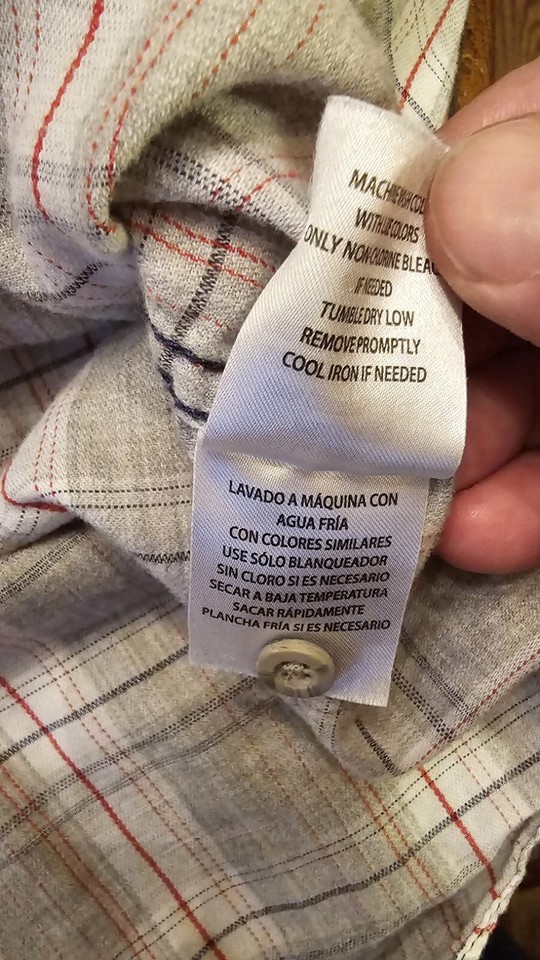 MACHINE WASH COLD
WITH LIKE COLORS
ONLY NON-CHLORINE BLEACH
IF NEEDED
TUMBLE DRY LOW
REMOVE PROMPTLY
COOL IRON IF NEEDED
LAVADO A MÁQUINA CON
AGUA FRÍA
CON COLORES SIMILARES
USE SÓLO BLANQUEADOR
SIN CLORO SI ES NECESARIO
SECAR A BAJA TEMPERATURA
SACAR RÁPIDAMENTE
PLANCHA FRÍA SI ES NECESARIO